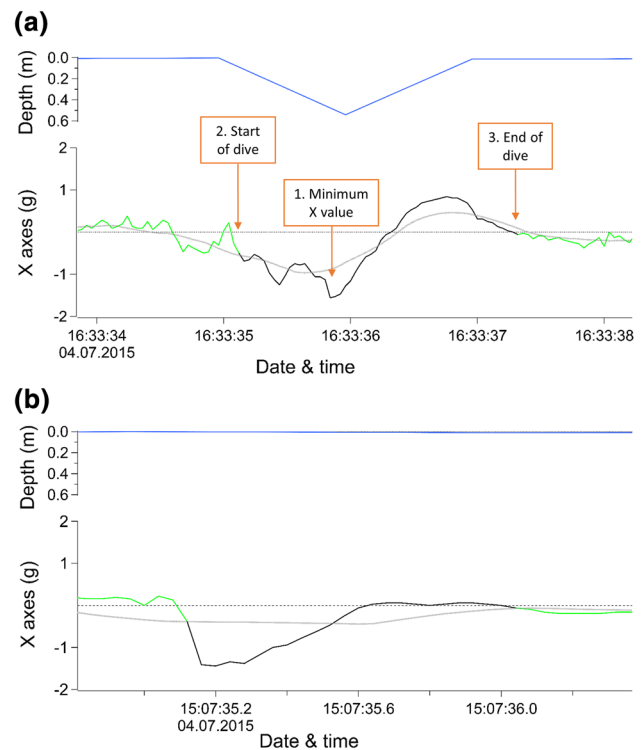 (a)
Depth (m)
0.0
0.2
0.4
0.6
2. Start
of dive
3. End of
dive
1. Minimum
X value
X axes (g)
2
1
-1
-2
16:33:34 16:33:35 16:33:36 16:33:37 16:33:38
04.07.2015
Date & time
(b)
Depth (m)
0.0
0.2
0.4
0.6
X axes (g)
2
1
-1
-2
15:07:35.2 15:07:35.6 15:07:36.0
04.07.2015
Date & time